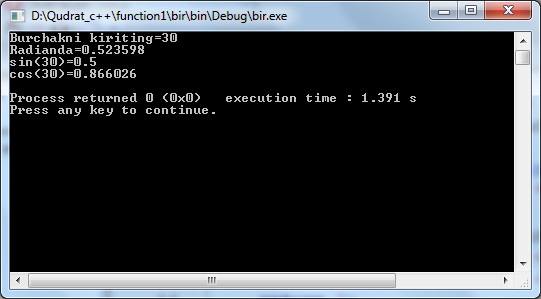 D:\Qudrat_c++\function1\bir\bin\Debug\bir.exe
Burchakni kiriting=30
Radianda=0.523598
sin(30)=0.5
cos(30)=0.866026
Process returned 0 (0x0)   execution time : 1.391 s
Press any key to continue.